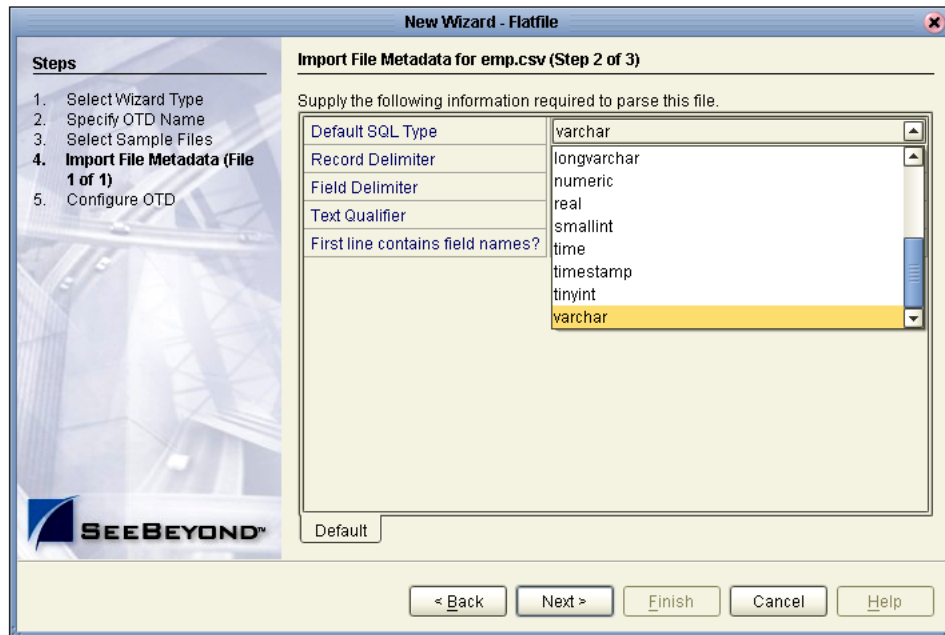 New Wizard - Flatfile
Steps
1. Select Wizard Type
2. Specify OTD Name
3. Select Sample Files
4. Import File Metadata (File
1 of 1)
5. Configure OTD
SEEBEYOND™
Import File Metadata for emp.csv (Step 2 of 3)
Supply the following information required to parse this file.
Default SQL Type varchar
Record Delimiter
Field Delimiter
Text Qualifier
First line contains field names?
longvarchar
numeric
real
smallint
time
timestamp
tinyint
varchar
Default
< Back Next > Finish Cancel Help